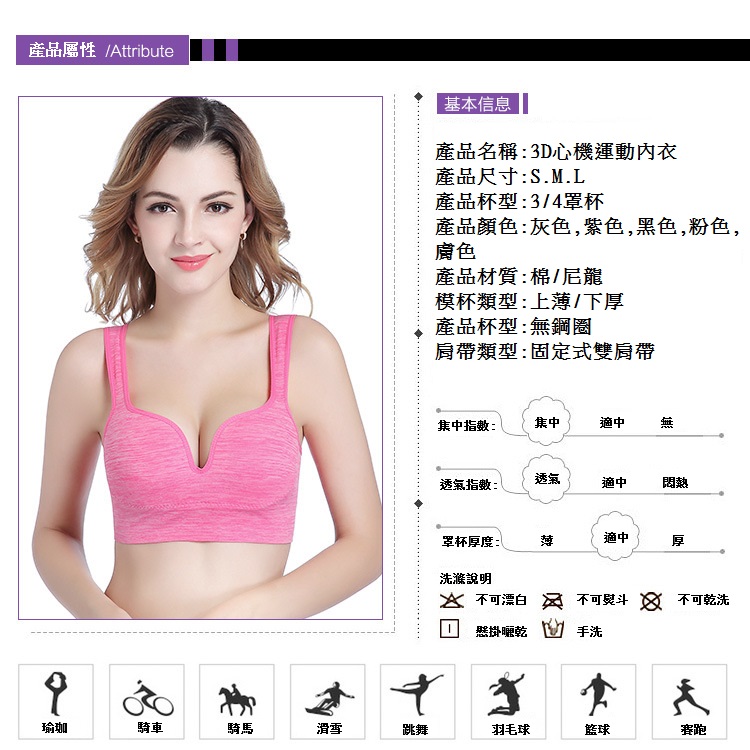 產品屬性 /Attribute
基本信息
產品名稱:3D心機運動內衣
產品尺寸:S.M.L
產品杯型:3/4罩杯
產品顏色:灰色,紫色,黑色,粉色,
膚色
產品材質:棉/尼龍
模杯類型:上薄/下厚
產品杯型:無鋼圈
肩帶類型:固定式雙肩帶
集中指數: 集中 適中 無
透氣指數: 透氣 適中 悶熱
罩杯厚度: 薄 適中 厚
洗滌說明
不可漂白 不可熨斗 不可乾洗
懸掛曬乾 手洗
瑜珈 騎車 騎馬 滑雪 跳舞 羽毛球 籃球 賽跑